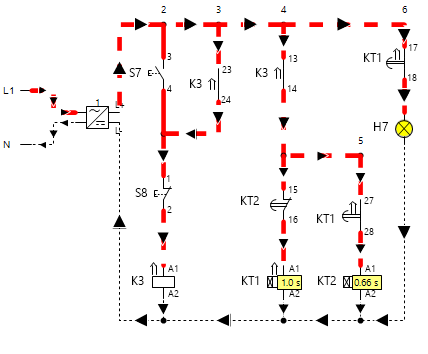 2 3 4 6
3 13 17
S7 K3 23 K3 KT1
4 24 14 18
L1
1 L+
N L-
H7
5
1 15
S8 KT2 27
2 16 KT1 28
A1 A1 A1
K3 KT1 1.0 s KT2 0.66 s
A2 A2 A2